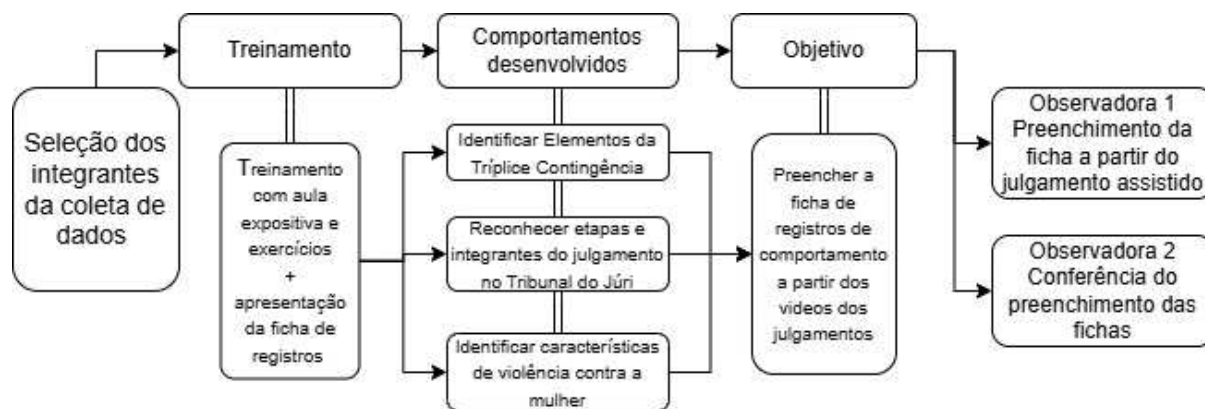 Seleção dos
integrantes
da coleta de
dados
Treinamento
Treinamento
com aula
expositiva e
exercícios
+
apresentação
da ficha de
registros
Comportamentos
desenvolvidos
Identificar Elementos da
Tríplice Contingência
Reconhecer etapas e
integrantes do julgamento
no Tribunal do Júri
Identificar características
de violência contra a
mulher
Objetivo
Preencher a
ficha de
registros de
comportamento
a partir dos
videos dos
julgamentos
Observadora 1
Preenchimento da
ficha a partir do
julgamento assistido
Observadora 2
Conferência do
preenchimento das
fichas